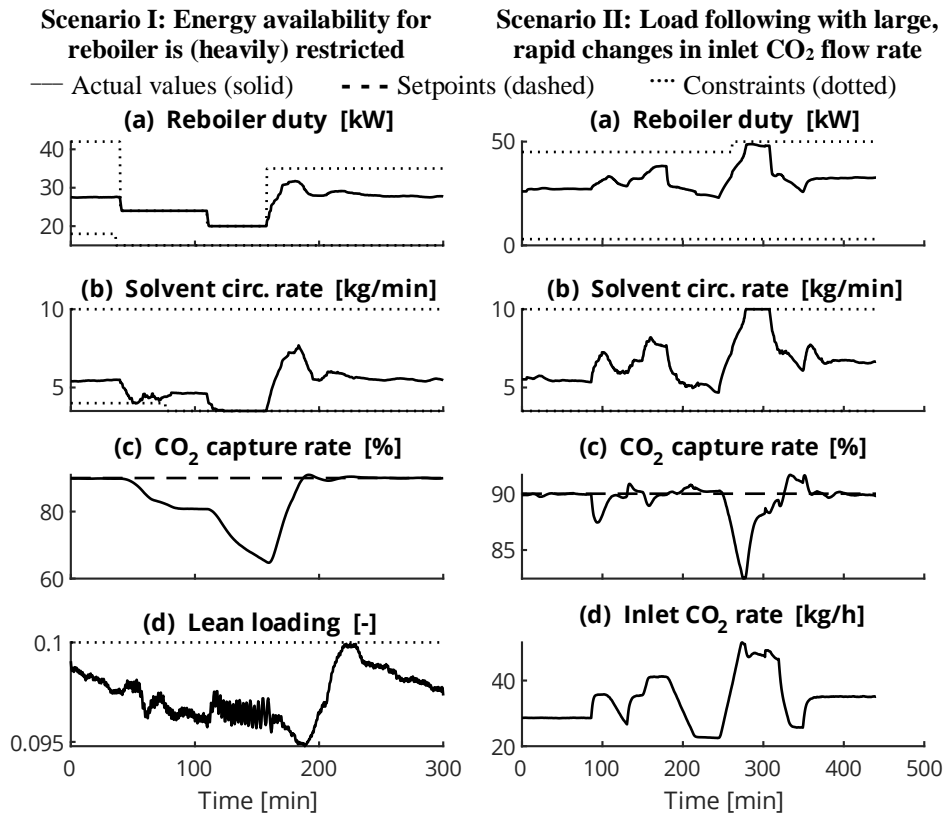 Scenario I: Energy availability for
reboiler is (heavily) restricted
Scenario II: Load following with large,
rapid changes in inlet CO₂ flow rate
Actual values (solid)
Setpoints (dashed)
Constraints (dotted)
(a) Reboiler duty [kW]
40
30
20
(b) Solvent circ. rate [kg/min]
10
5
(c) CO₂ capture rate [%]
80
60
(d) Lean loading [-]
0.1
0.095
0
100
200
300
Time [min]
(a) Reboiler duty [kW]
50
0
(b) Solvent circ. rate [kg/min]
10
5
(c) CO₂ capture rate [%]
90
85
(d) Inlet CO₂ rate [kg/h]
40
20
0
100
200
300
400
500
Time [min]